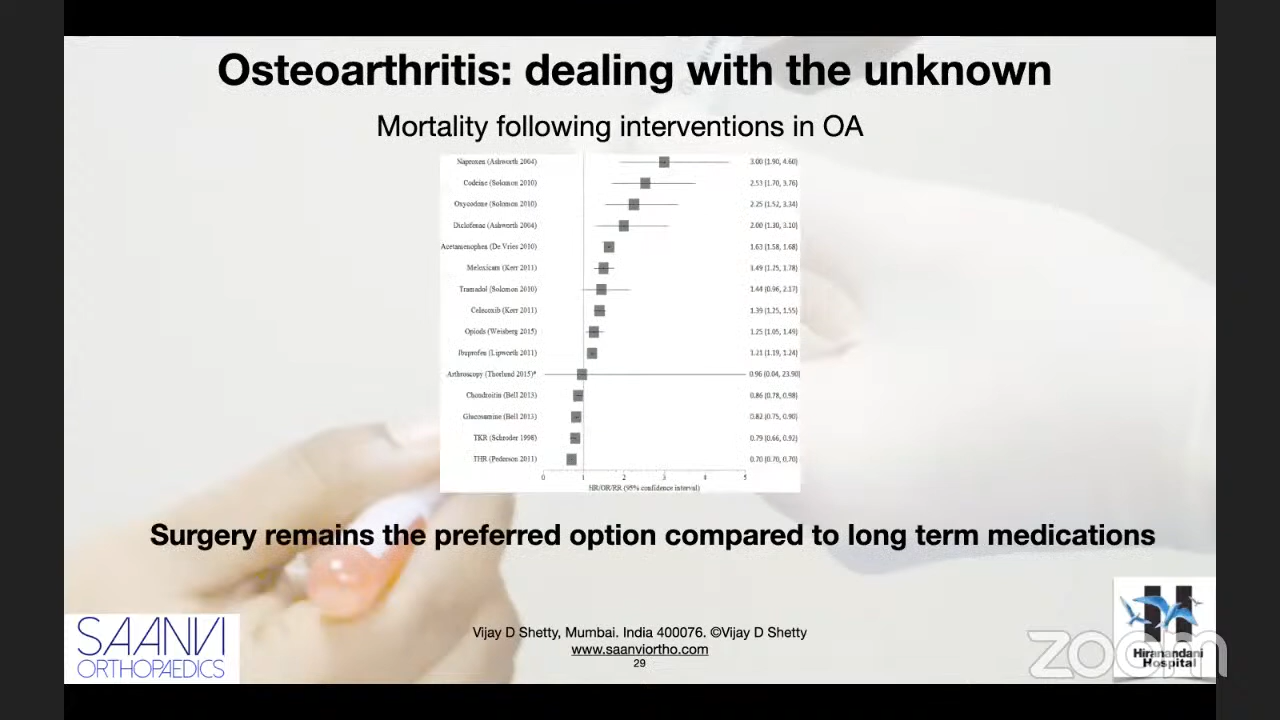 Osteoarthritis: dealing with the unknown
Mortality following interventions in OA
Naproxen (Ashworth 2004) 3.00 (1.90, 4.60)
Codeine (Solomon 2010) 2.53 (1.70, 3.76)
Oxycodone (Solomon 2010) 2.25 (1.52, 3.34)
Diclofenac (Ashworth 2004) 2.00 (1.30, 3.10)
Acetamenophen (De Vries 2010) 1.63 (1.58, 1.68)
Meloxicam (Kerr 2011) 1.49 (1.25, 1.78)
Tramadol (Solomon 2010) 1.44 (0.96, 2.17)
Celecoxib (Kerr 2011) 1.39 (1.25, 1.55)
Opiods (Weisberg 2015) 1.25 (1.05, 1.49)
Ibuprofen (Lipworth 2011) 1.21 (1.19, 1.24)
Arthroscopy (Thorlund 2015)* 0.96 (0.04, 23.90)
Chondroitin (Bell 2013) 0.86 (0.78, 0.98)
Glucosamine (Bell 2013) 0.82 (0.75, 0.90)
TKR (Schroder 1998) 0.79 (0.66, 0.92)
THR (Pederson 2011) 0.70 (0.70, 0.70)
0 1 2 3 4 5
HR/OR/RR (95% confidence interval)
Surgery remains the preferred option compared to long term medications
SAANVI
ORTHOPAEDICS
Vijay D Shetty, Mumbai. India 400076. ©Vijay D Shetty
www.saanviortho.com
29
H
Hiranandani
Hospital
zoom